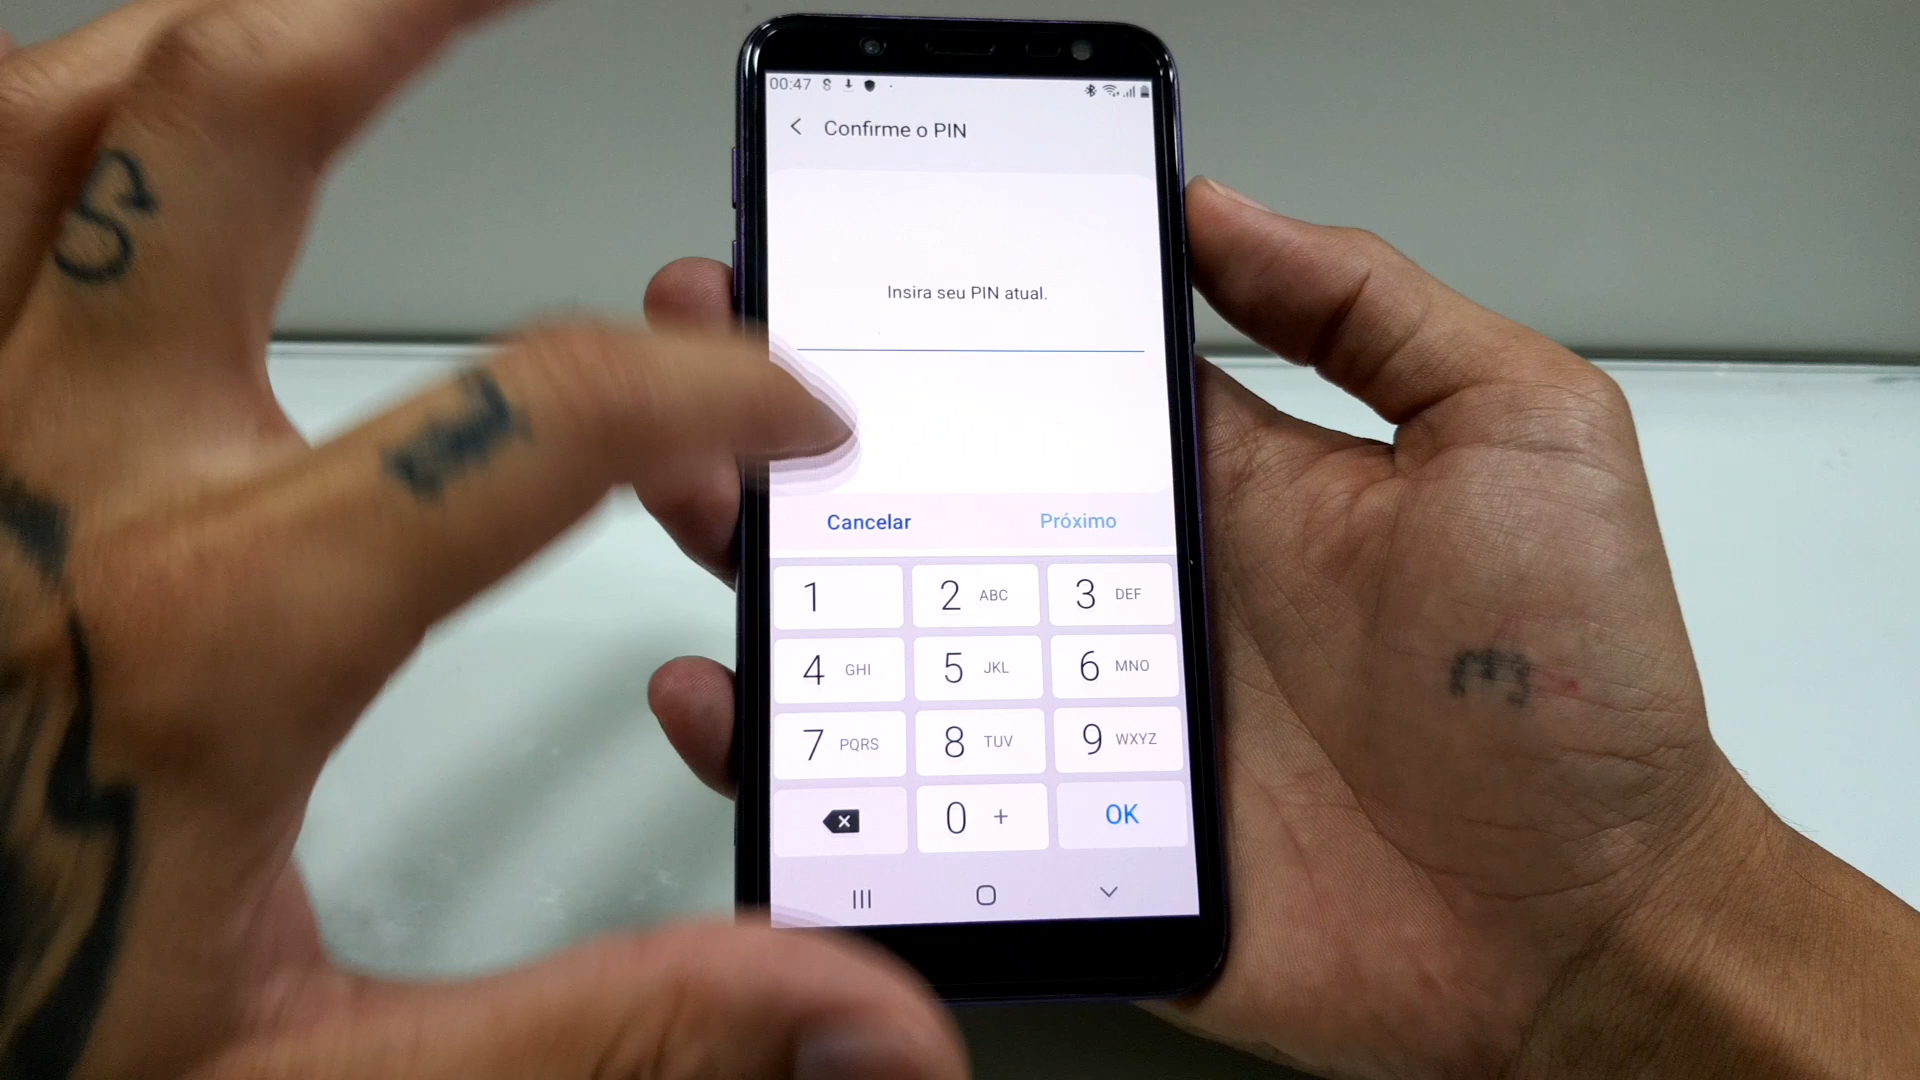 00:47
Confirme o PIN
Insira seu PIN atual.
Cancelar Próximo
1 2 ABC 3 DEF
4 GHI 5 JKL 6 MNO
7 PQRS 8 TUV 9 WXYZ
0 + OK
S